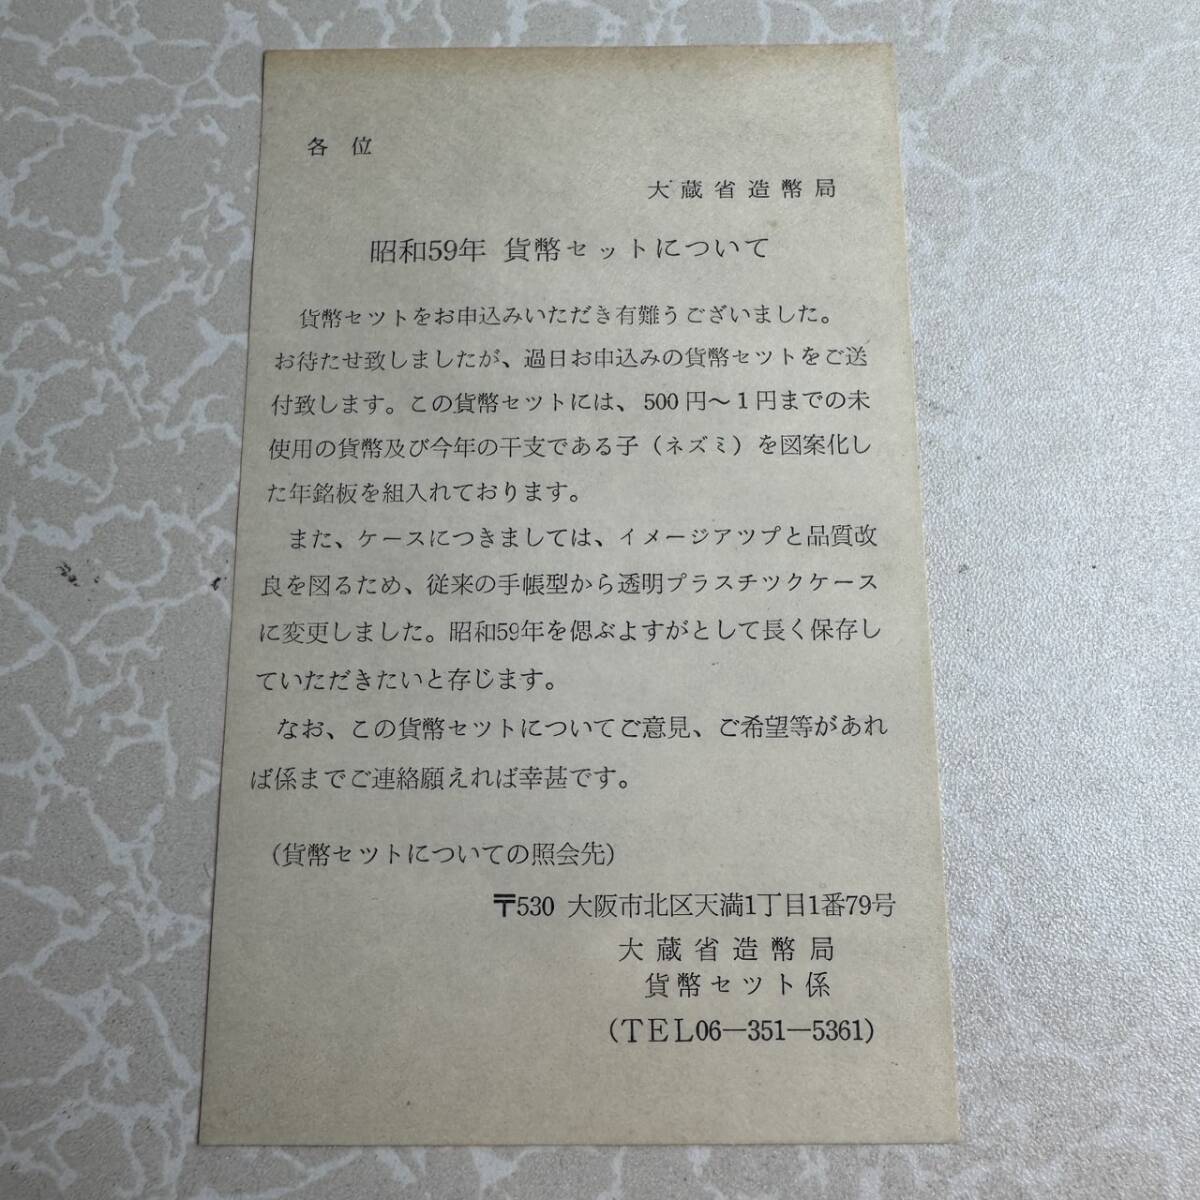 各 位
大蔵省造幣局
昭和59年 貨幣セットについて
貨幣セツトをお申込みいただき有難うございました。
お待たせ致しましたが、過日お申込みの貨幣セツトをご送
付致します。この貨幣セツトには、500円〜1円までの未
使用の貨幣及び今年の干支である子（ネズミ）を図案化し
た年銘板を組入れております。
また、ケースにつきましては、イメージアツプと品質改
良を図るため、従来の手帳型から透明プラスチツクケース
に変更しました。昭和59年を偲ぶよすがとして長く保存し
ていただきたいと存じます。
なお、この貨幣セツトについてご意見、ご希望等があれ
ば係までご連絡願えれば幸甚です。
（貨幣セツトについての照会先）
〒530 大阪市北区天満1丁目1番79号
大蔵省造幣局
貨幣セツト係
（TEL06―351―5361）